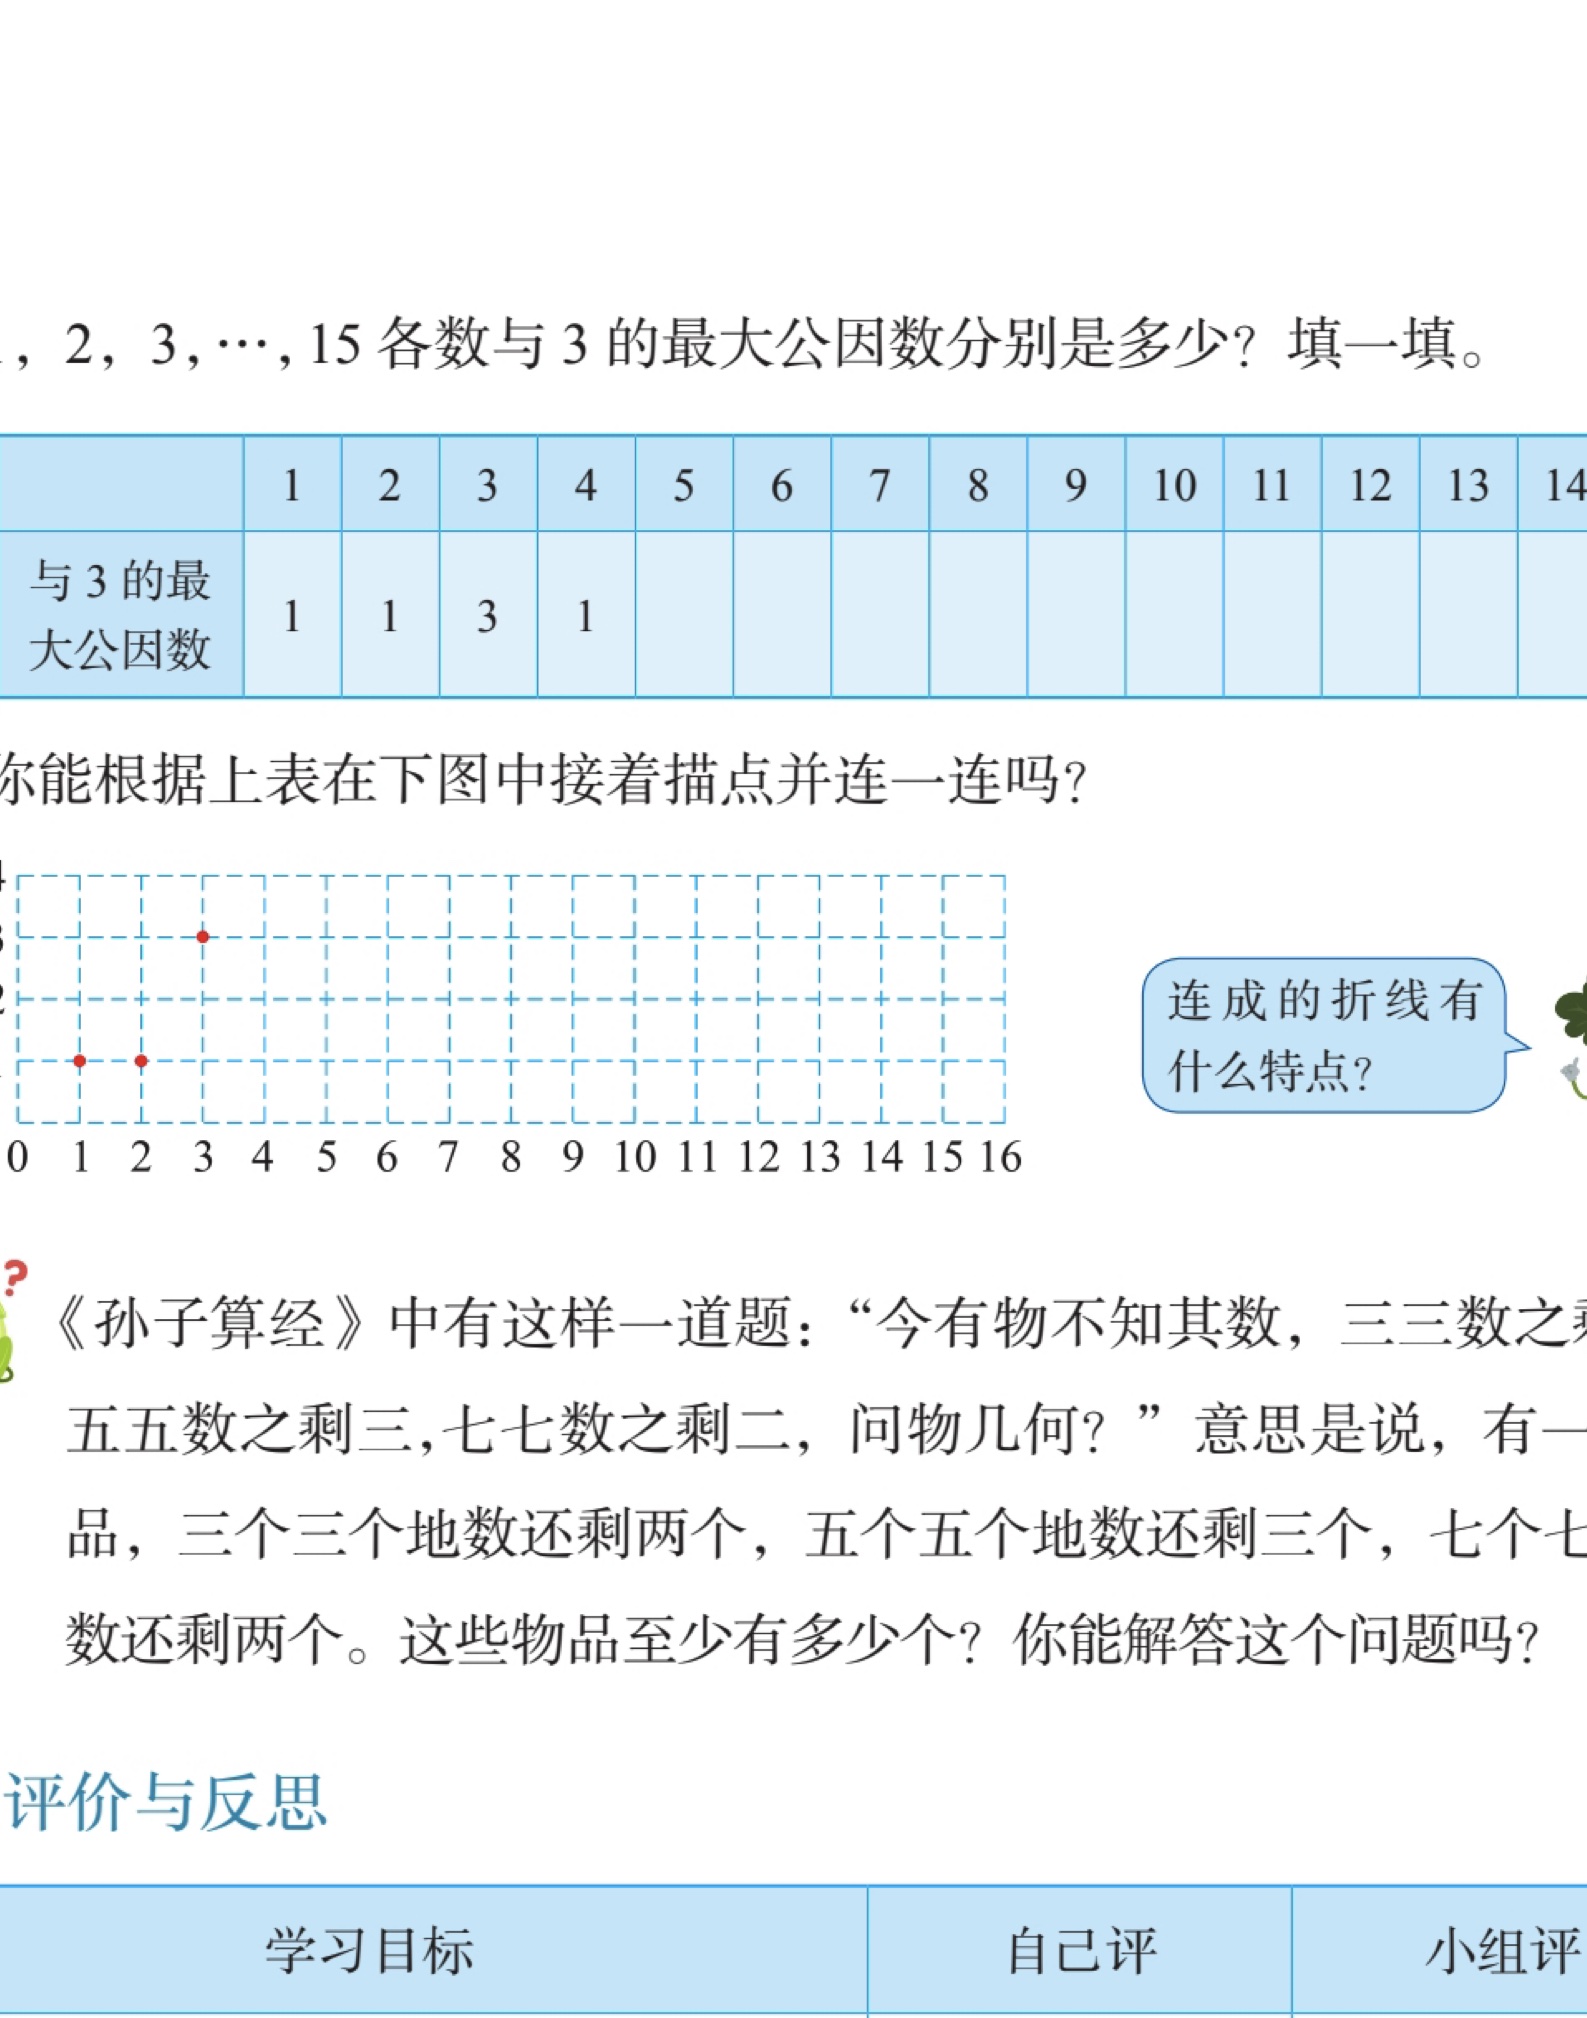 ，2，3，…，15 各数与 3 的最大公因数分别是多少？填一填。
1 2 3 4 5 6 7 8 9 10 11 12 13 14
与 3 的最
大公因数
1 1 3 1
你能根据上表在下图中接着描点并连一连吗？
4
3
2
连成的折线有
什么特点？
0 1 2 3 4 5 6 7 8 9 10 11 12 13 14 15 16
?
《孙子算经》中有这样一道题：“今有物不知其数，三三数之剩
五五数之剩三，七七数之剩二，问物几何？”意思是说，有一
品，三个三个地数还剩两个，五个五个地数还剩三个，七个七
数还剩两个。这些物品至少有多少个？你能解答这个问题吗？
评价与反思
学习目标 自己评 小组评